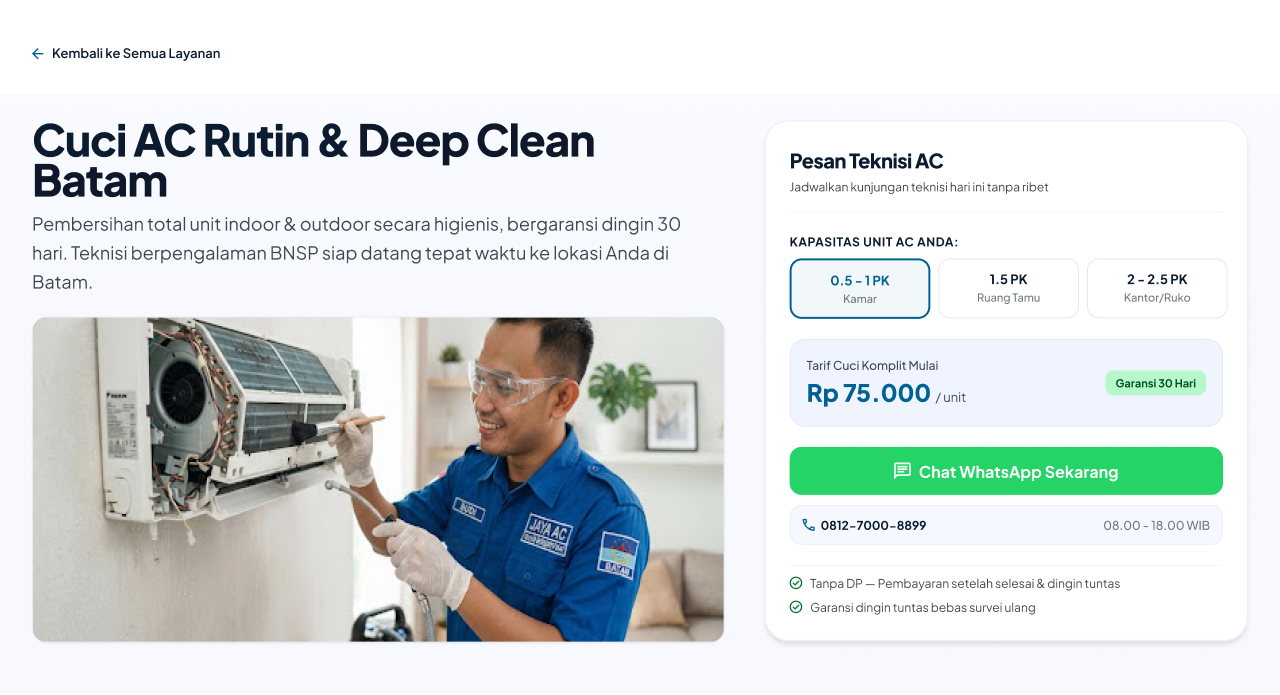 Kembali ke Semua Layanan
Cuci AC Rutin & Deep Clean
Batam
Pembersihan total unit indoor & outdoor secara higienis, bergaransi dingin 30
hari. Teknisi berpengalaman BNSP siap datang tepat waktu ke lokasi Anda di
Batam.
DAIKIN
BUDI
JAYA AC
BATAM
Pesan Teknisi AC
Jadwalkan kunjungan teknisi hari ini tanpa ribet
KAPASITAS UNIT AC ANDA:
0.5 - 1 PK
Kamar
1.5 PK
Ruang Tamu
2 - 2.5 PK
Kantor/Ruko
Tarif Cuci Komplit Mulai
Rp 75.000 / unit
Garansi 30 Hari
Chat WhatsApp Sekarang
0812-7000-8899
08.00 - 18.00 WIB
Tanpa DP — Pembayaran setelah selesai & dingin tuntas
Garansi dingin tuntas bebas survei ulang